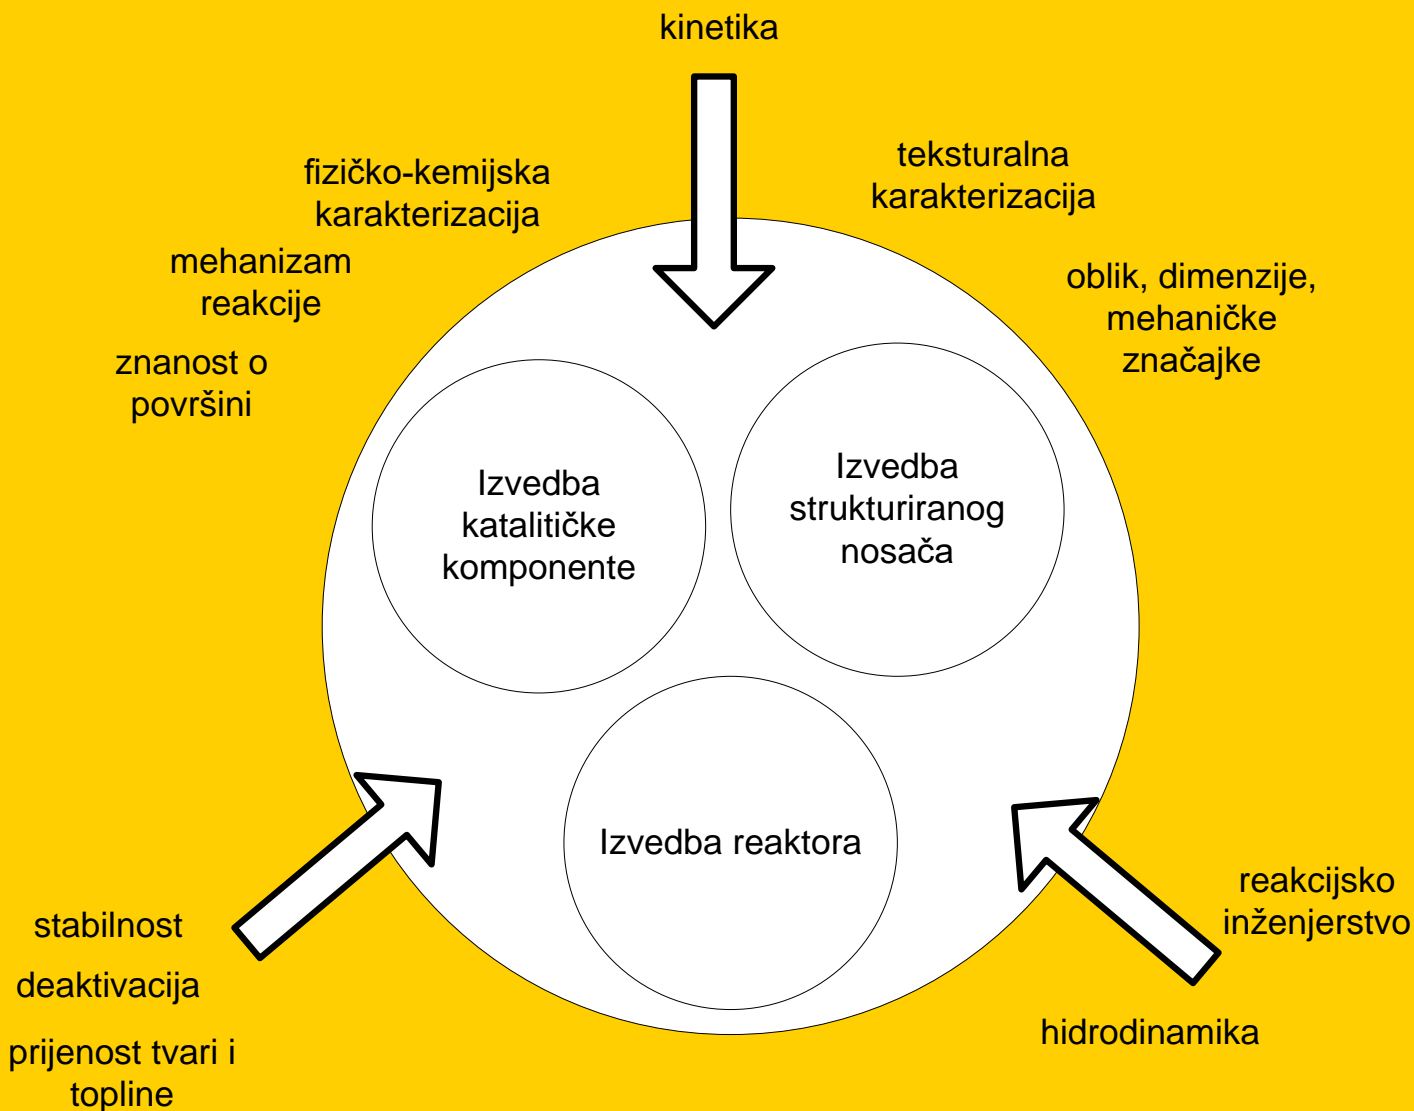 kinetika
fizičko-kemijska
karakterizacija
teksturalna
karakterizacija
mehanizam
reakcije
oblik, dimenzije,
mehaničke
značajke
znanost o
površini
Izvedba
katalitičke
komponente
Izvedba
strukturiranog
nosača
Izvedba reaktora
stabilnost
deaktivacija
prijenost tvari i
topline
reakcijsko
inženjerstvo
hidrodinamika